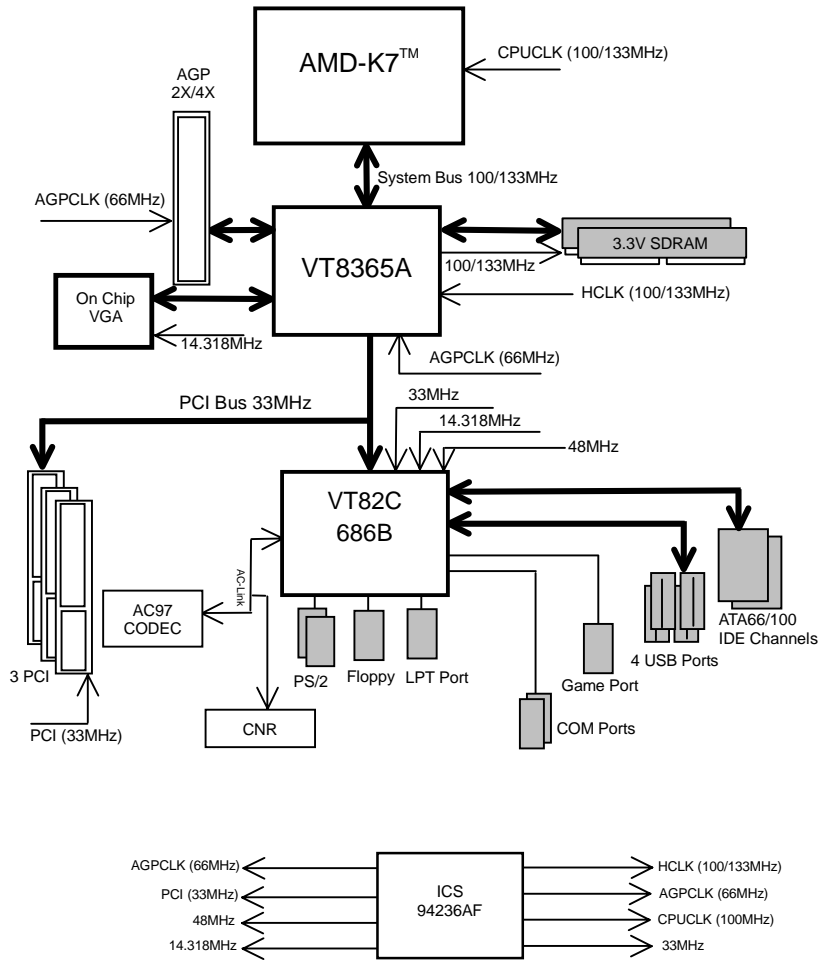 AMD-K7™
CPUCLK (100/133MHz)
AGP
2X/4X
System Bus 100/133MHz
AGPCLK (66MHz)
VT8365A
3.3V SDRAM
100/133MHz
HCLK (100/133MHz)
On Chip
VGA
14.318MHz
AGPCLK (66MHz)
33MHz
PCI Bus 33MHz
14.318MHz
48MHz
VT82C
686B
AC-Link
AC97
CODEC
ATA66/100
IDE Channels
4 USB Ports
3 PCI
PS/2
Floppy
LPT Port
Game Port
PCI (33MHz)
CNR
COM Ports
AGPCLK (66MHz)
PCI (33MHz)
48MHz
14.318MHz
ICS
94236AF
HCLK (100/133MHz)
AGPCLK (66MHz)
CPUCLK (100MHz)
33MHz